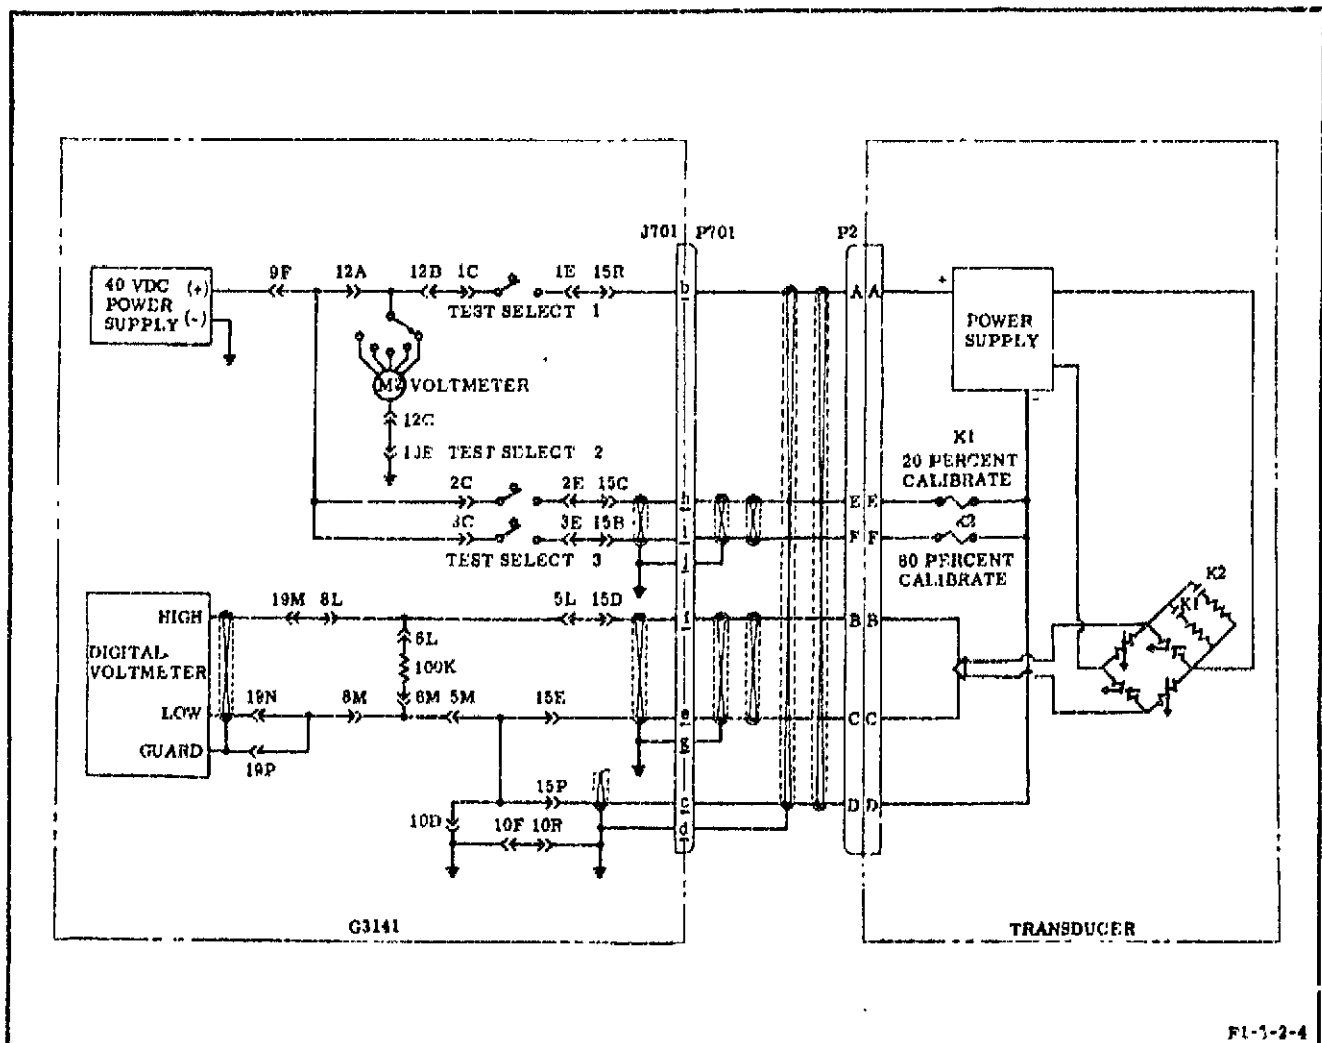 J701 P701 P2
9F 12A 12B 1C 1E 15R
40 VDC (+)
POWER
SUPPLY (-)
TEST SELECT 1
b A A
+
POWER
SUPPLY
M2 VOLTMETER
12C
TEST SELECT 2
K1
20 PERCENT
CALIBRATE
2C 2E 15C
h E E
3C 3E 15B
F F
K2
TEST SELECT 3
j
80 PERCENT
CALIBRATE
K2
K1
HIGH 19M 8L 5L 15D
f B B
6L
DIGITAL
VOLTMETER
100K
LOW 19N 8M 6M 5M 15E
e C C
g
GUARD
19P
15P
c D D
10D 10F 10R
d
G3141
TRANSDUCER